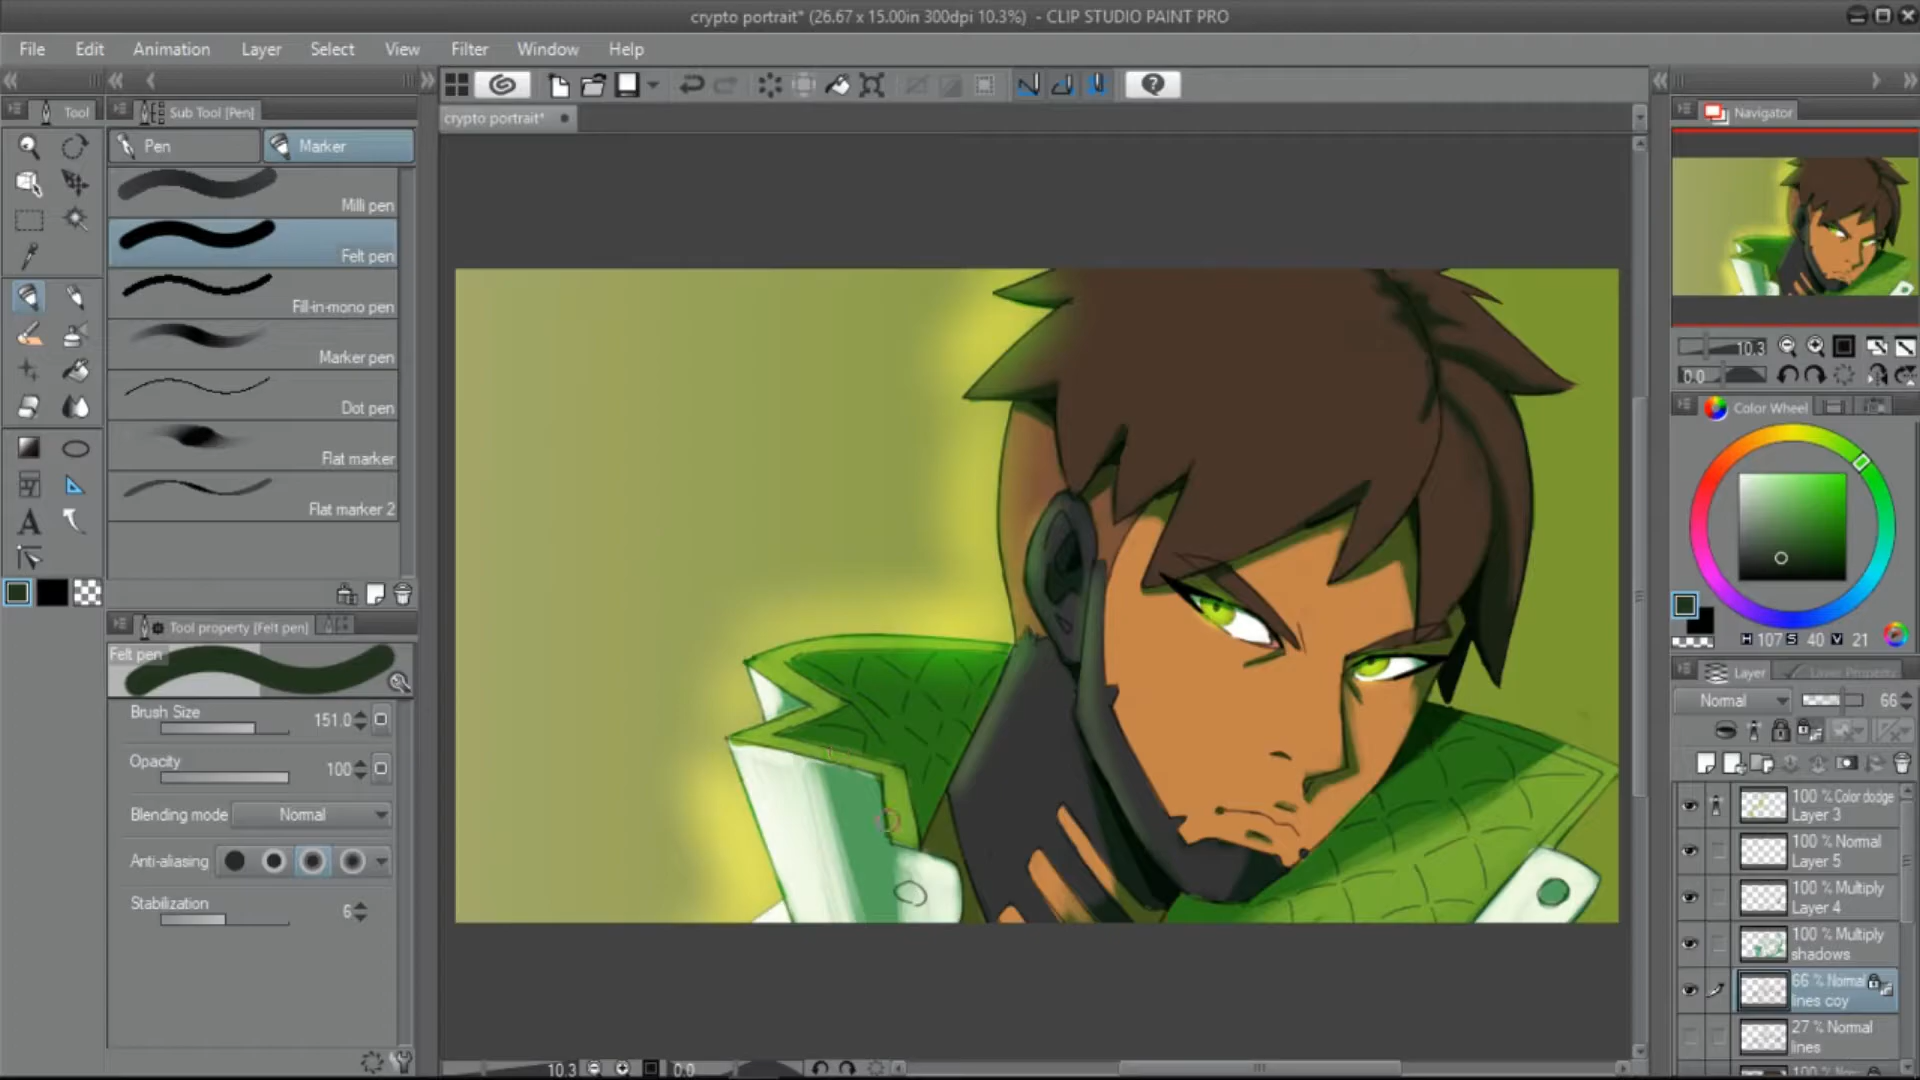 crypto portrait* (26.67 x 15.00in 300dpi 10.3%) - CLIP STUDIO PAINT PRO
File Edit Animation Layer Select View Filter Window Help
Tool
Sub Tool [Pen]
Pen
Marker
Milli pen
Felt pen
Fill-in-mono pen
Marker pen
Dot pen
Flat marker
Flat marker 2
Tool property [Felt pen]
Felt pen
Brush Size 151.0
Opacity 100
Blending mode Normal
Anti-aliasing
Stabilization 6
crypto portrait*
10.3
0.0
Navigator
10.3
0.0
Color Wheel
H 107 S 40 V 21
Layer
Layer Property
Normal 66
100 % Color dodge
Layer 3
100 % Normal
Layer 5
100 % Multiply
Layer 4
100 % Multiply
shadows
66 % Normal
lines coy
27 % Normal
lines